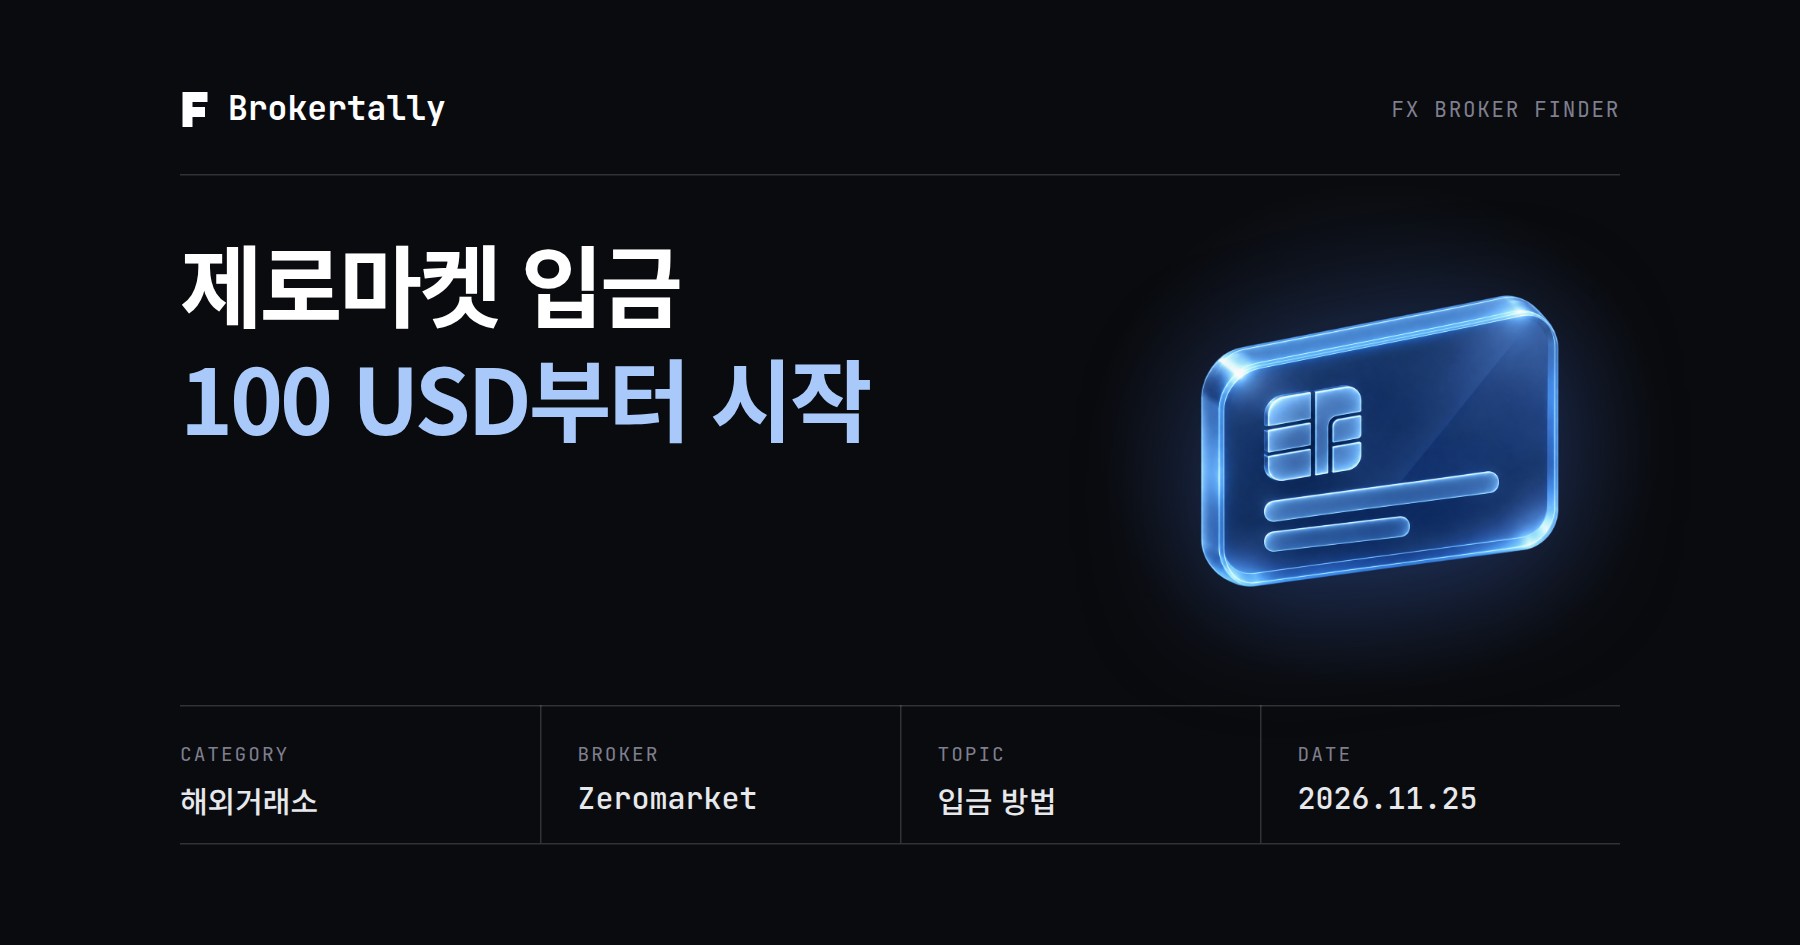 Brokertally
FX BROKER FINDER
제로마켓 입금
100 USD부터 시작
CATEGORY
해외거래소
BROKER
Zeromarket
TOPIC
입금 방법
DATE
2026.11.25